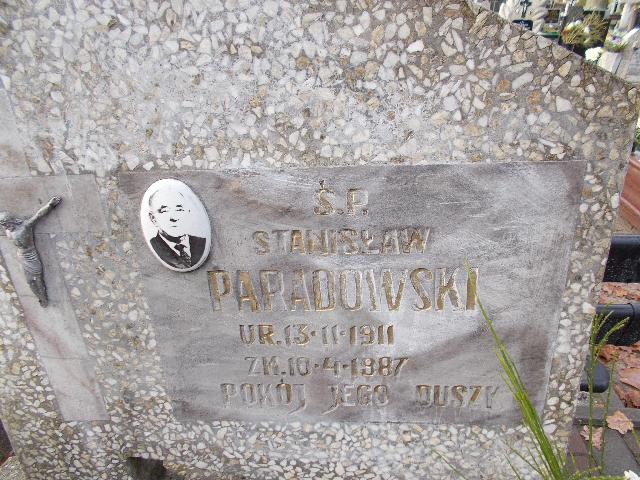 Ś.P.
STANISŁAW
PARADOWSKI
UR. 13-11-1911
ZM. 10-4-1987
POKÓJ JEGO DUSZY